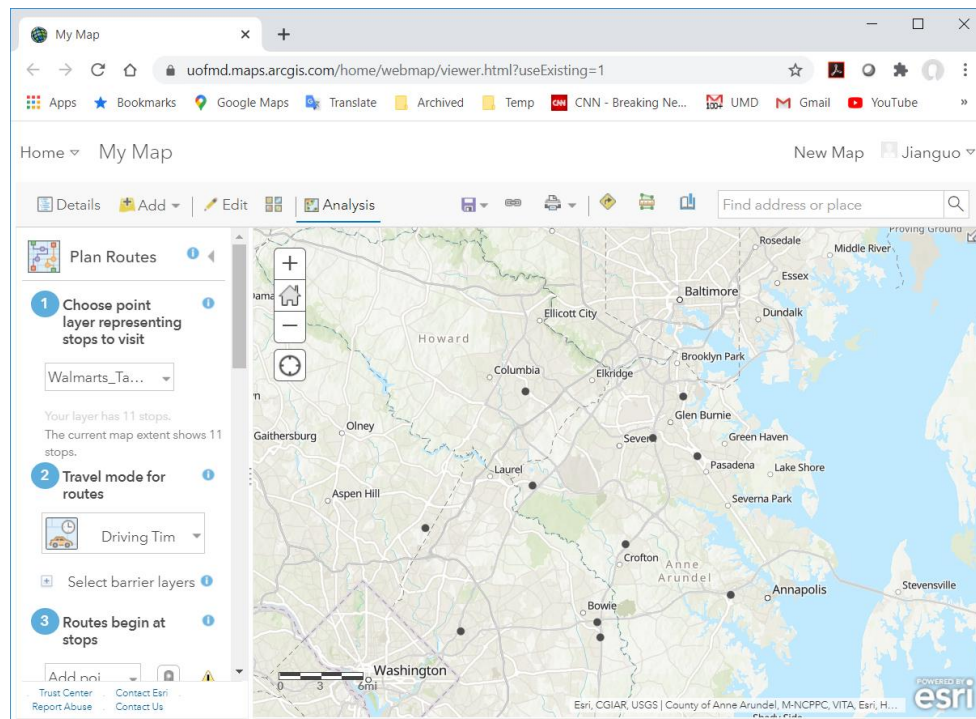 My Map
uofmd.maps.arcgis.com/home/webmap/viewer.html?useExisting=1
Apps Bookmarks Google Maps Translate Archived Temp CNN - Breaking Ne... UMD Gmail YouTube »
Home My Map New Map Jianguo
Details Add Edit Analysis Find address or place
Plan Routes
1 Choose point
layer representing
stops to visit
Walmarts_Ta...
Your layer has 11 stops.
The current map extent shows 11
stops.
2 Travel mode for
routes
Driving Tim
Select barrier layers
3 Routes begin at
stops
Add poi
Trust Center Contact Esri
Report Abuse Contact Us
Proving Ground
Rosedale
Middle River
Essex
Baltimore
Dundalk
Ellicott City
Howard
Brooklyn Park
Columbia
Elkridge
Glen Burnie
Olney
Gaithersburg
Severn
Green Haven
Laurel
Pasadena
Lake Shore
Aspen Hill
Severna Park
Crofton
Anne
Arundel
Annapolis
Stevensville
Bowie
Washington
0 3 6mi
Esri, CGIAR, USGS | County of Anne Arundel, M-NCPPC, VITA, Esri, H...
POWERED BY
esri
Shady Side